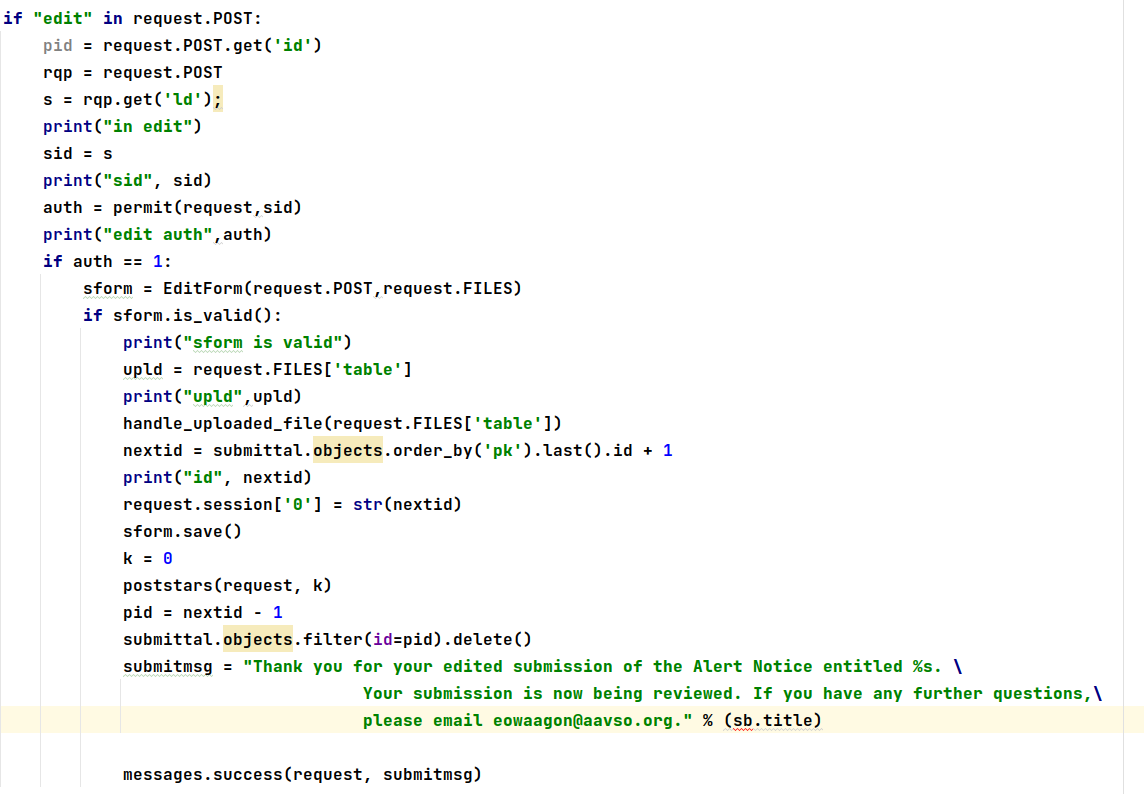 if "edit" in request.POST:
    pid = request.POST.get('id')
    rqp = request.POST
    s = rqp.get('ld');
    print("in edit")
    sid = s
    print("sid", sid)
    auth = permit(request,sid)
    print("edit auth",auth)
    if auth == 1:
        sform = EditForm(request.POST,request.FILES)
        if sform.is_valid():
            print("sform is valid")
            upld = request.FILES['table']
            print("upld",upld)
            handle_uploaded_file(request.FILES['table'])
            nextid = submittal.objects.order_by('pk').last().id + 1
            print("id", nextid)
            request.session['0'] = str(nextid)
            sform.save()
            k = 0
            poststars(request, k)
            pid = nextid - 1
            submittal.objects.filter(id=pid).delete()
            submitmsg = "Thank you for your edited submission of the Alert Notice entitled %s. \
                                    Your submission is now being reviewed. If you have any further questions,\
                                    please email eowaagon@aavso.org." % (sb.title)
            messages.success(request, submitmsg)